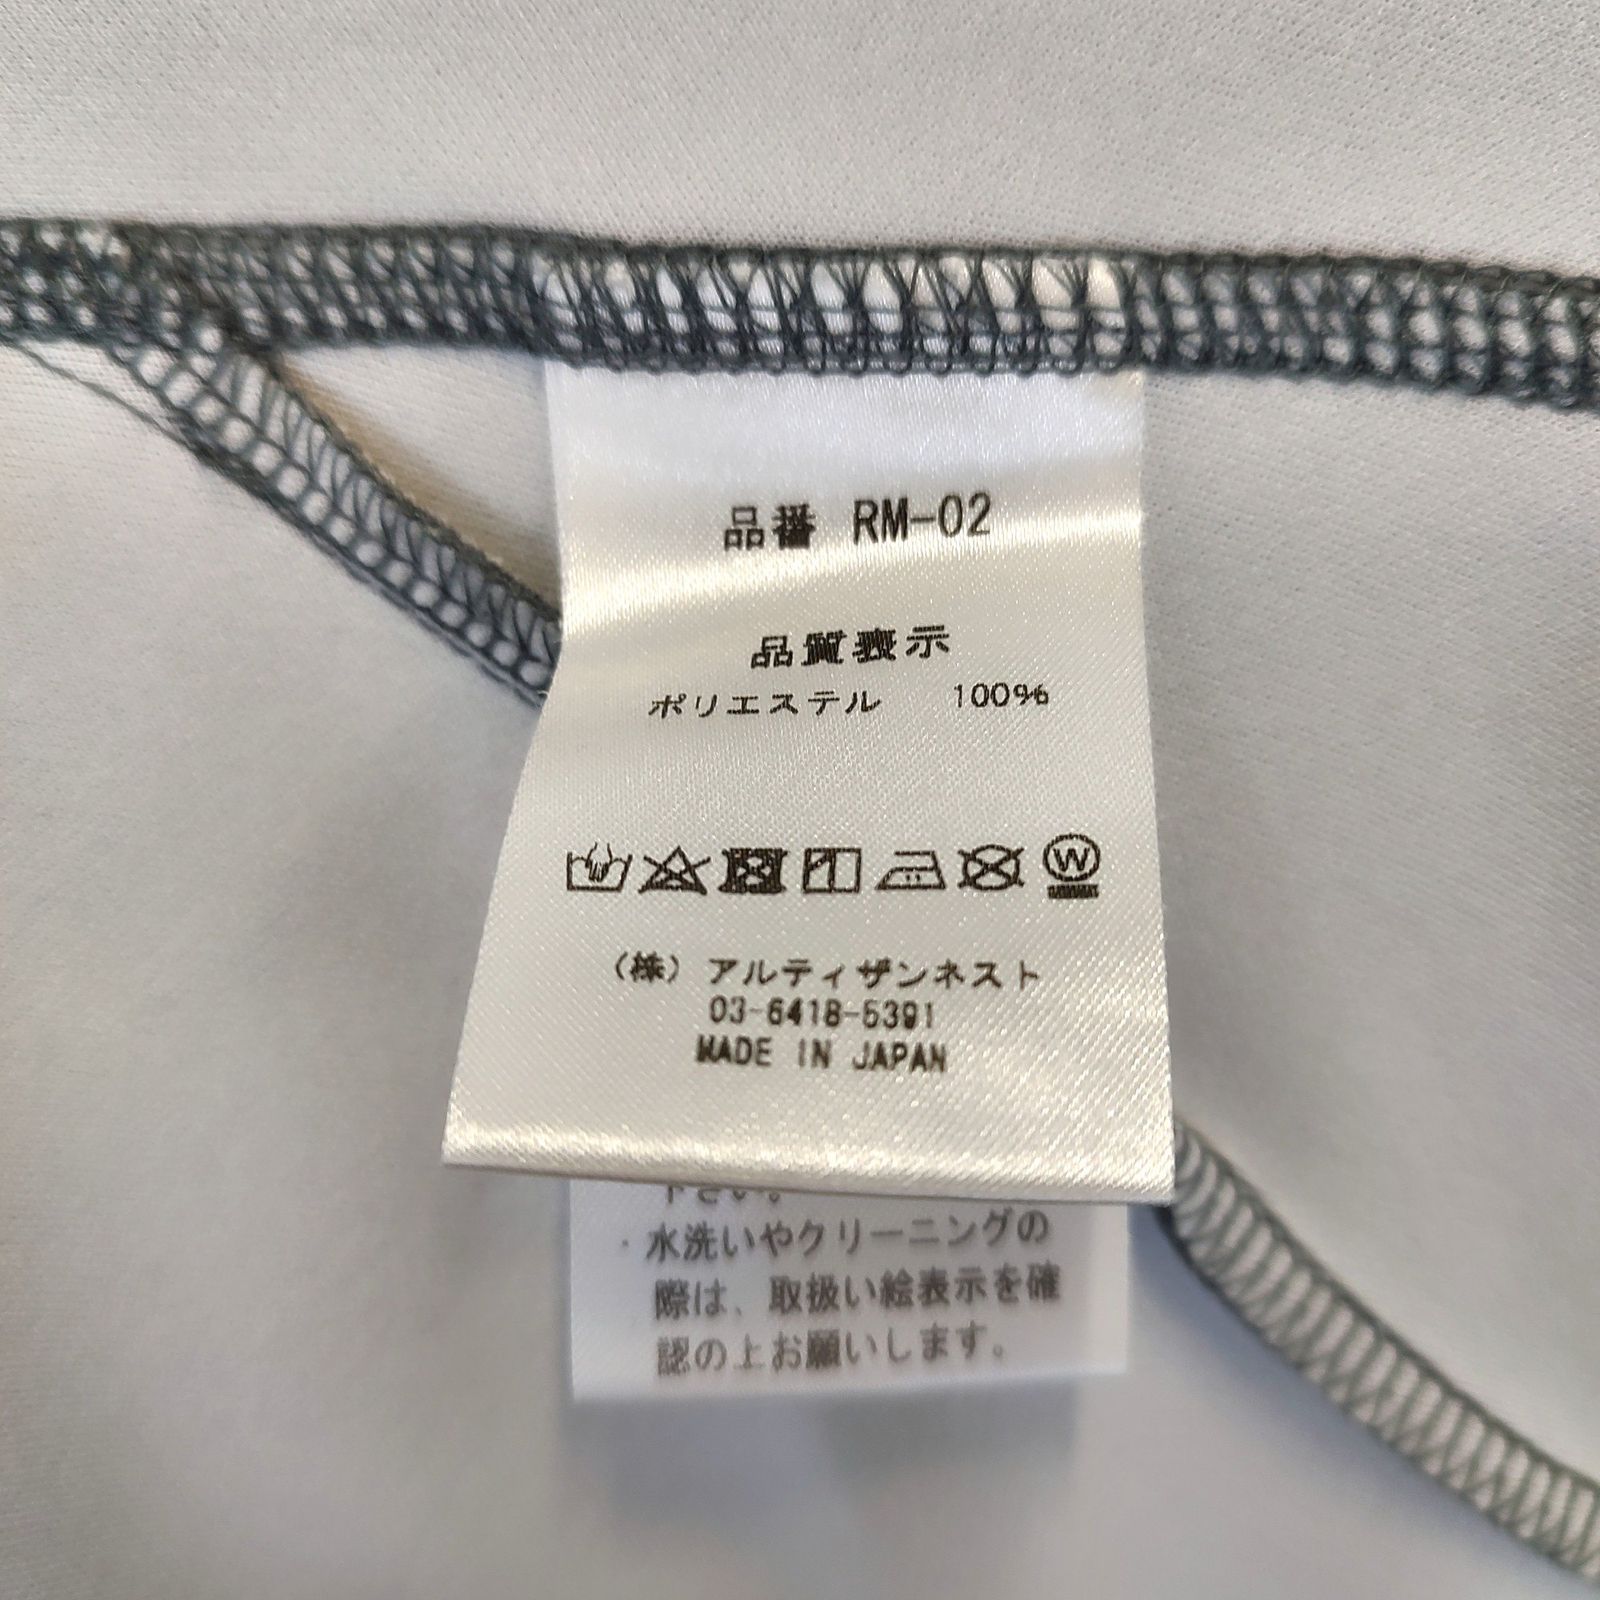 品番 RM-02
品質表示
ポリエステル 100%
W
(株) アルティザンネスト
03-6418-5391
MADE IN JAPAN
下さい。
・水洗いやクリーニングの
際は、取扱い絵表示を確
認の上お願いします。